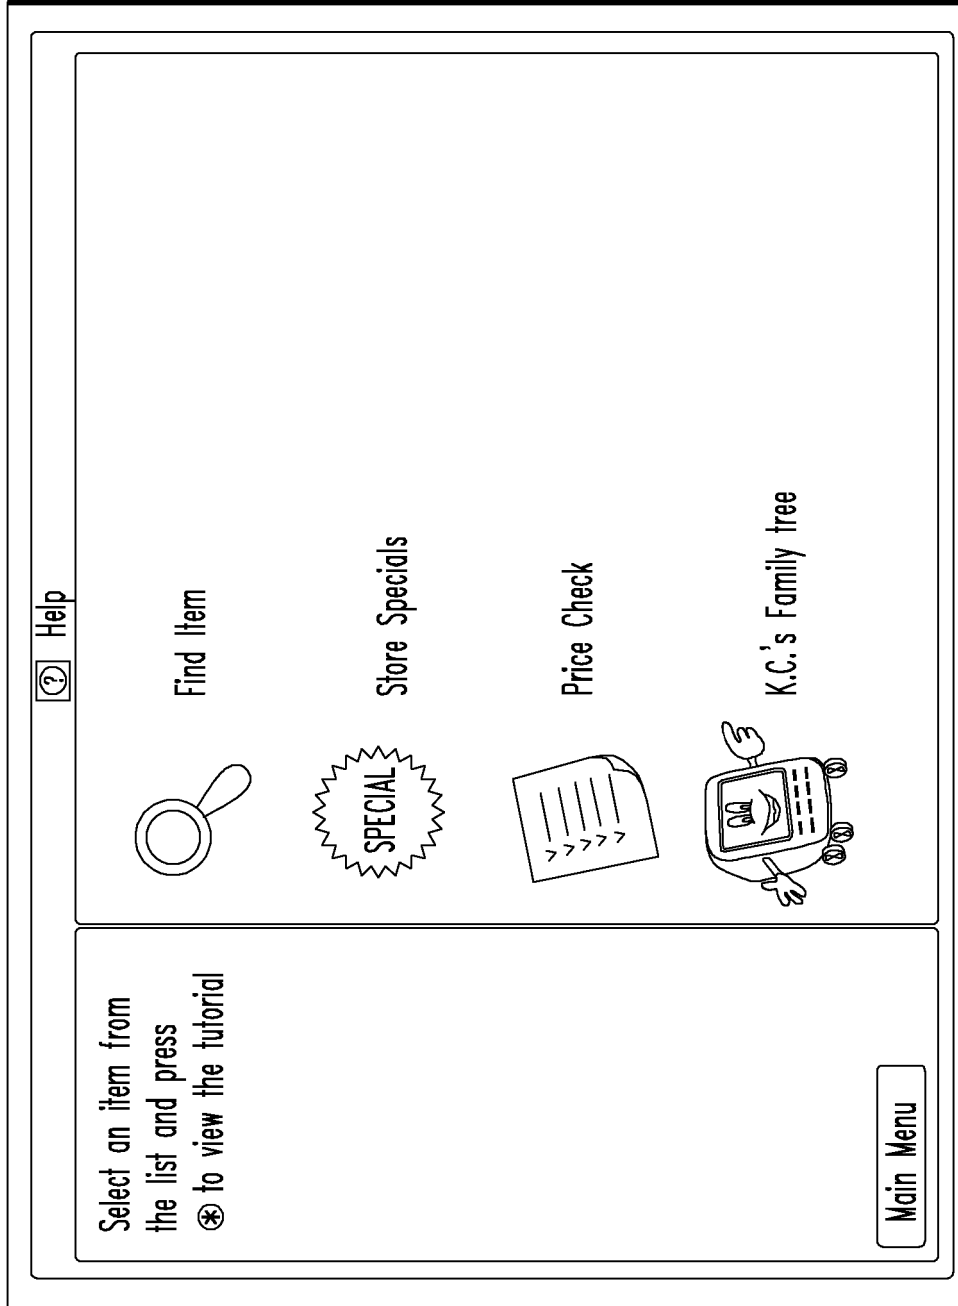 ? Help
Select an item from
the list and press
⊛ to view the tutorial
Main Menu
Find Item
SPECIAL
Store Specials
Price Check
K.C.'s Family tree